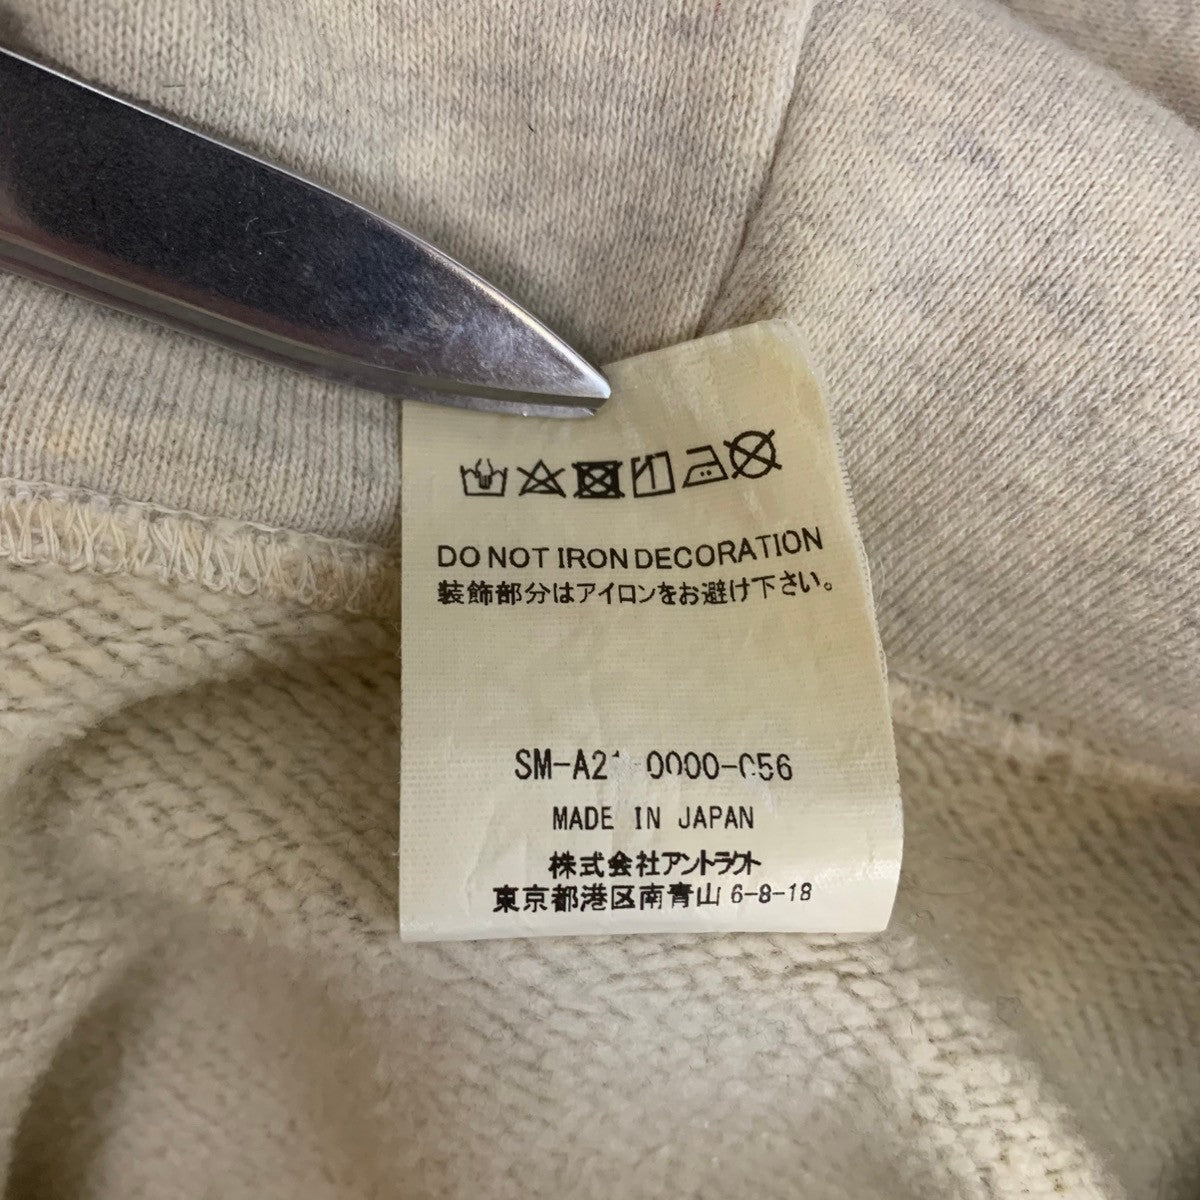 DO NOT IRON DECORATION
装飾部分はアイロンをお避け下さい。
MADE IN JAPAN
株式会社アントラクト
東京都港区南青山 6-8-18